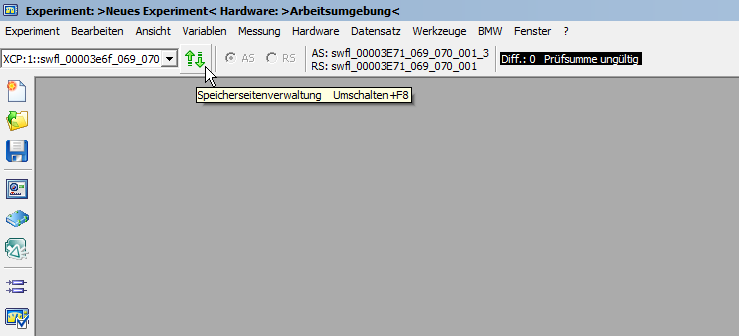 Experiment: >Neues Experiment< Hardware: >Arbeitsumgebung<
Experiment Bearbeiten Ansicht Variablen Messung Hardware Datensatz Werkzeuge BMW Fenster ?
XCP:1::swfl_00003e6f_069_070 AS RS AS: swfl_00003E71_069_070_001_3 Diff.: 0 Prüfsumme ungültig
RS: swfl_00003E71_069_070_001
Speicherseitenverwaltung Umschalten+F8